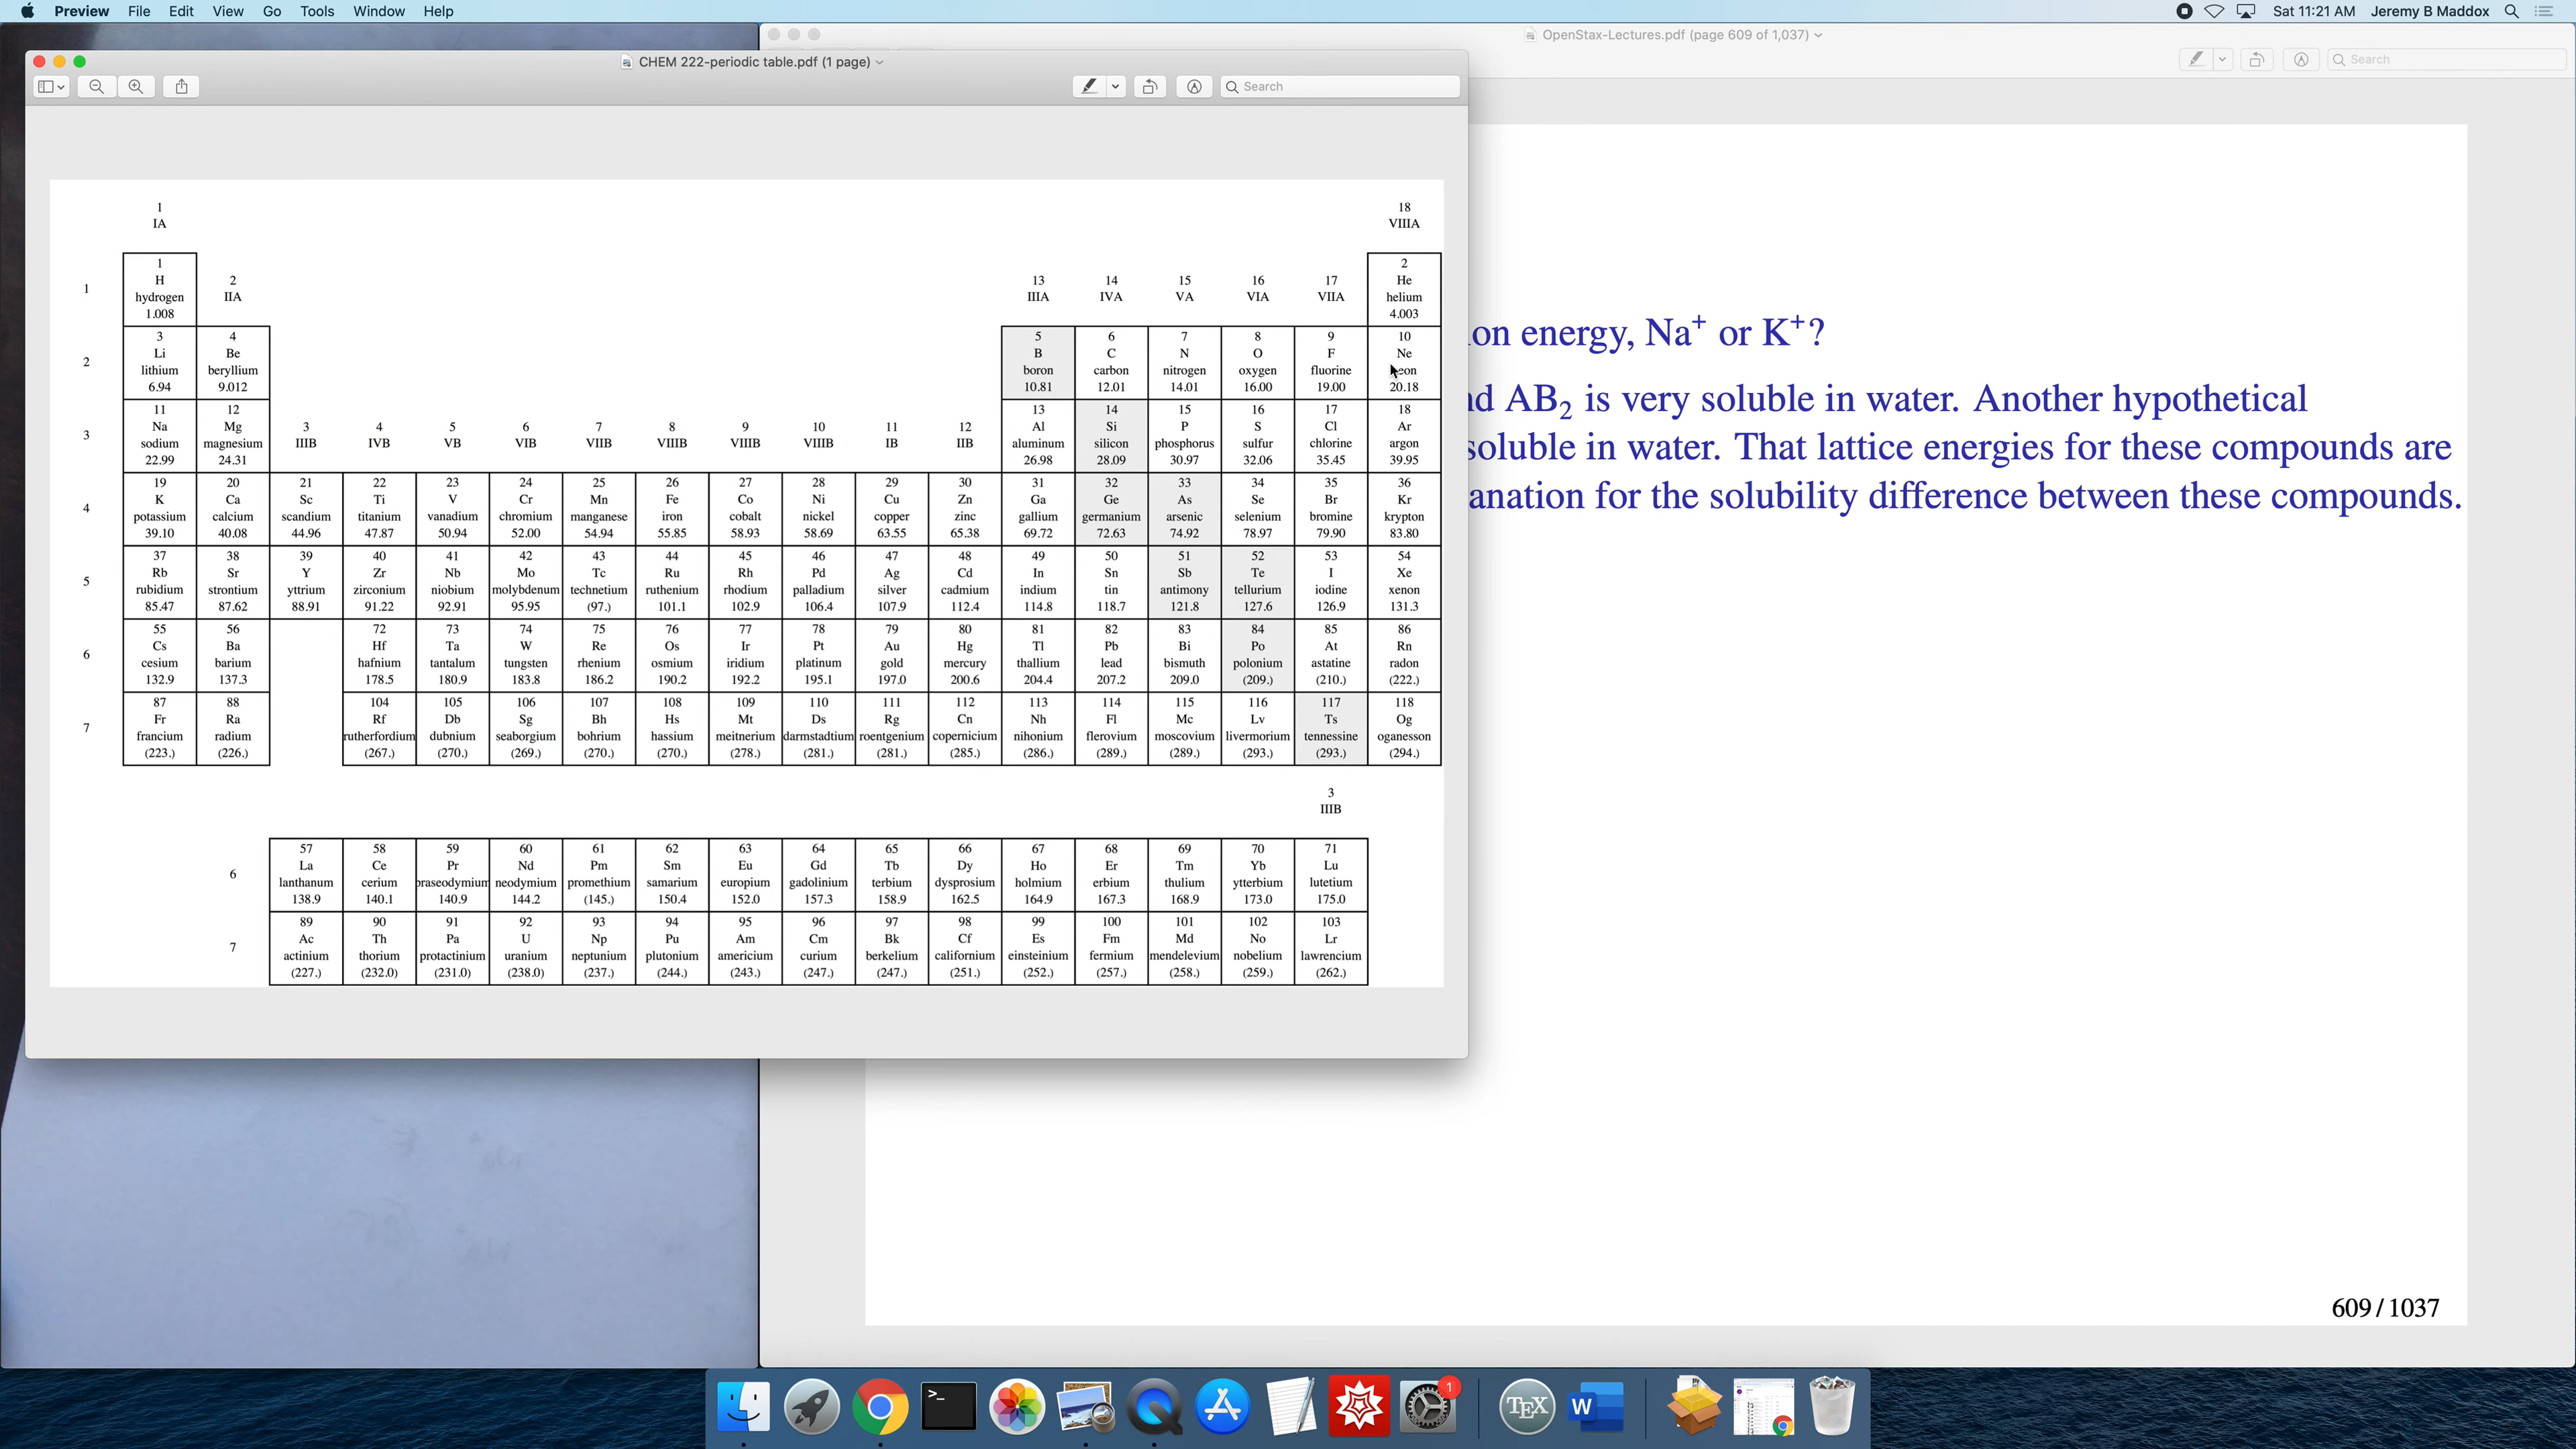 Preview File Edit View Go Tools Window Help
Sat 11:21 AM Jeremy B Maddox
OpenStax-Lectures.pdf (page 609 of 1,037)
Search
CHEM 222-periodic table.pdf (1 page)
Search
1 18
IA VIIIA
1 2
H 2 13 14 15 16 17 He
1 hydrogen IIA IIIA IVA VA VIA VIIA helium
1.008 4.003
3 4 5 6 7 8 9 10
Li Be B C N O F Ne
2 lithium beryllium boron carbon nitrogen oxygen fluorine
6.94 9.012 10.81 12.01 14.01 16.00 19.00 20.18
11 12 13 14 15 16 17 18
Na Mg 3 4 5 6 7 8 9 10 11 12 Al Si P S Cl Ar
3 sodium magnesium IIIB IVB VB VIB VIIB VIIIB VIIIB VIIIB IB IIB aluminum silicon phosphorus sulfur chlorine argon
22.99 24.31 26.98 28.09 30.97 32.06 35.45 39.95
19 20 21 22 23 24 25 26 27 28 29 30 31 32 33 34 35 36
K Ca Sc Ti V Cr Mn Fe Co Ni Cu Zn Ga Ge As Se Br Kr
4 potassium calcium scandium titanium vanadium chromium manganese iron cobalt nickel copper zinc gallium germanium arsenic selenium bromine krypton
39.10 40.08 44.96 47.87 50.94 52.00 54.94 55.85 58.93 58.69 63.55 65.38 69.72 72.63 74.92 78.97 79.90 83.80
37 38 39 40 41 42 43 44 45 46 47 48 49 50 51 52 53 54
Rb Sr Y Zr Nb Mo Tc Ru Rh Pd Ag Cd In Sn Sb Te I Xe
5 rubidium strontium yttrium zirconium niobium molybdenum technetium ruthenium rhodium palladium silver cadmium indium tin antimony tellurium iodine xenon
85.47 87.62 88.91 91.22 92.91 95.95 (97.) 101.1 102.9 106.4 107.9 112.4 114.8 118.7 121.8 127.6 126.9 131.3
55 56 72 73 74 75 76 77 78 79 80 81 82 83 84 85 86
Cs Ba Hf Ta W Re Os Ir Pt Au Hg Tl Pb Bi Po At Rn
6 cesium barium hafnium tantalum tungsten rhenium osmium iridium platinum gold mercury thallium lead bismuth polonium astatine radon
132.9 137.3 178.5 180.9 183.8 186.2 190.2 192.2 195.1 197.0 200.6 204.4 207.2 209.0 (209.) (210.) (222.)
87 88 104 105 106 107 108 109 110 111 112 113 114 115 116 117 118
Fr Ra Rf Db Sg Bh Hs Mt Ds Rg Cn Nh Fl Mc Lv Ts Og
7 francium radium rutherfordium dubnium seaborgium bohrium hassium meitnerium darmstadtium roentgenium copernicium nihonium flerovium moscovium livermorium tennessine oganesson
(223.) (226.) (267.) (270.) (269.) (270.) (270.) (278.) (281.) (281.) (285.) (286.) (289.) (289.) (293.) (293.) (294.)
3
IIIB
57 58 59 60 61 62 63 64 65 66 67 68 69 70 71
La Ce Pr Nd Pm Sm Eu Gd Tb Dy Ho Er Tm Yb Lu
6 lanthanum cerium praseodymium neodymium promethium samarium europium gadolinium terbium dysprosium holmium erbium thulium ytterbium lutetium
138.9 140.1 140.9 144.2 (145.) 150.4 152.0 157.3 158.9 162.5 164.9 167.3 168.9 173.0 175.0
89 90 91 92 93 94 95 96 97 98 99 100 101 102 103
Ac Th Pa U Np Pu Am Cm Bk Cf Es Fm Md No Lr
7 actinium thorium protactinium uranium neptunium plutonium americium curium berkelium californium einsteinium fermium mendelevium nobelium lawrencium
(227.) (232.0) (231.0) (238.0) (237.) (244.) (243.) (247.) (247.) (251.) (252.) (257.) (258.) (259.) (262.)
on energy, Na⁺ or K⁺?
nd AB₂ is very soluble in water. Another hypothetical
soluble in water. That lattice energies for these compounds are
anation for the solubility difference between these compounds.
609 / 1037
1
TEX
W